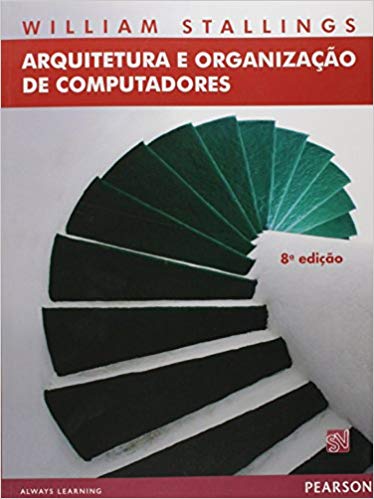 WILLIAM STALLINGS
ARQUITETURA E ORGANIZAÇÃO
DE COMPUTADORES
8ª edição
SV
ALWAYS LEARNING
PEARSON